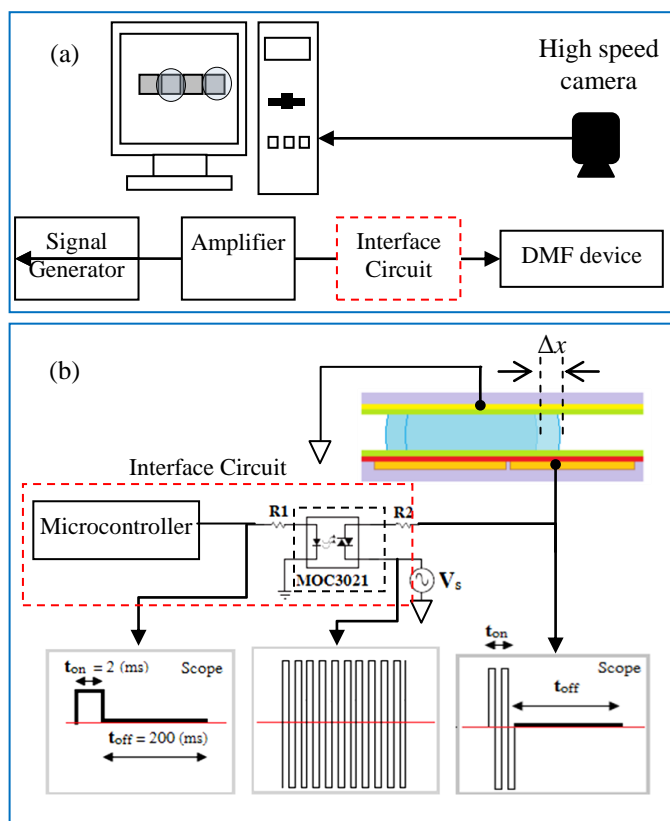 (a)
High speed
camera
Signal
Generator
Amplifier
Interface
Circuit
DMF device
(b)
Δx
Interface Circuit
Microcontroller
R1
R2
MOC3021
Vs
ton = 2 (ms)
Scope
toff = 200 (ms)
ton
Scope
toff